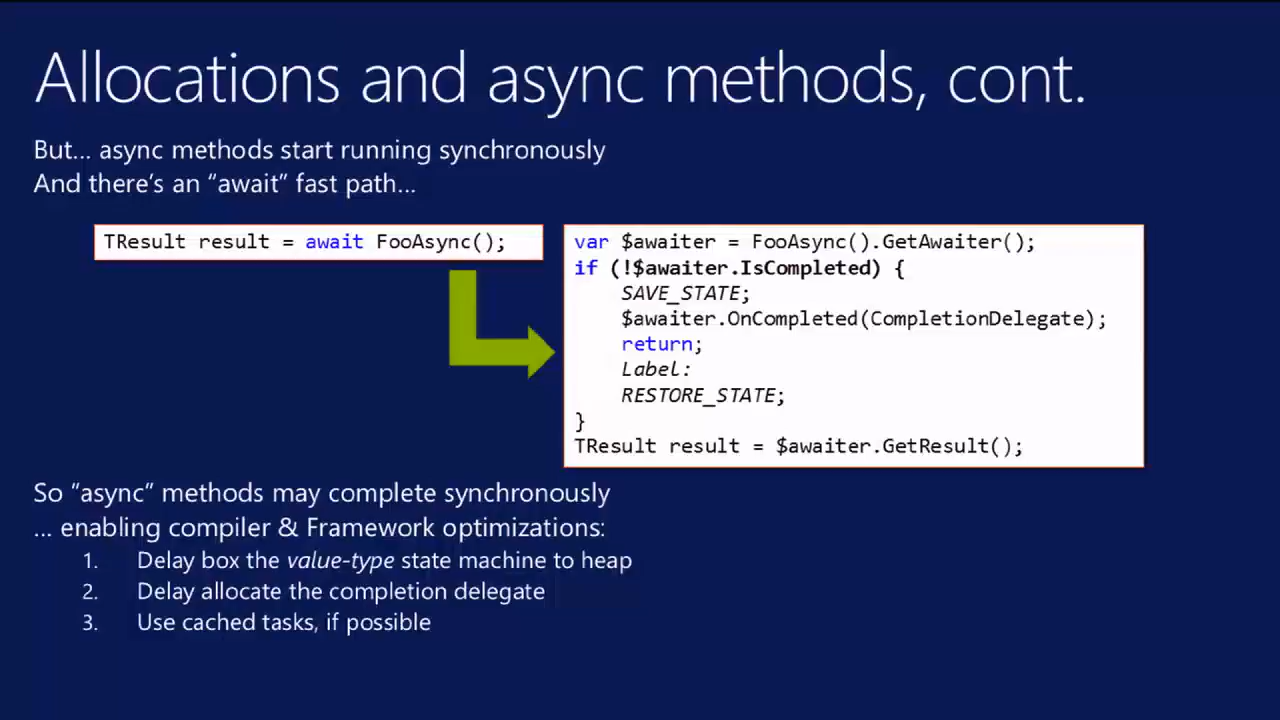 Allocations and async methods, cont.
But... async methods start running synchronously
And there's an “await” fast path...
TResult result = await FooAsync();
var $awaiter = FooAsync().GetAwaiter();
if (!$awaiter.IsCompleted) {
SAVE_STATE;
$awaiter.OnCompleted(CompletionDelegate);
return;
Label:
RESTORE_STATE;
}
TResult result = $awaiter.GetResult();
So “async” methods may complete synchronously
... enabling compiler & Framework optimizations:
1. Delay box the value-type state machine to heap
2. Delay allocate the completion delegate
3. Use cached tasks, if possible